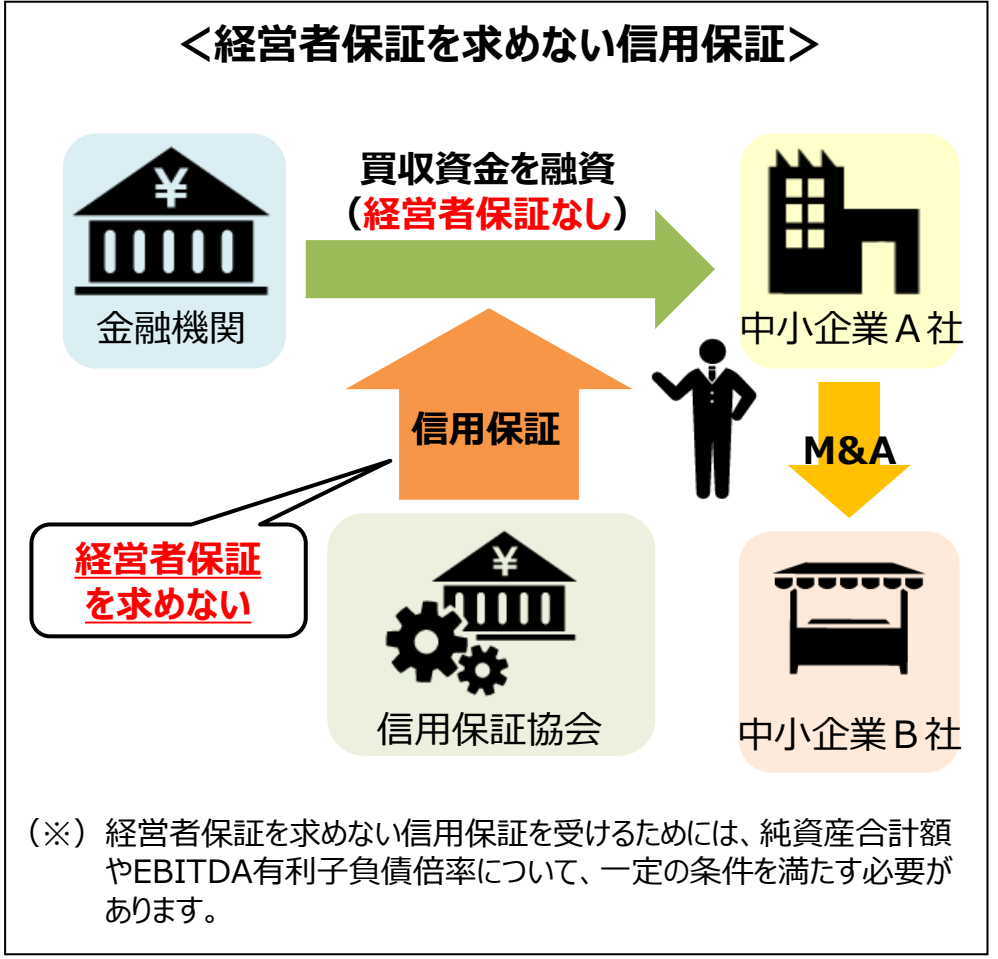 ＜経営者保証を求めない信用保証＞
買収資金を融資
（経営者保証なし）
¥
金融機関
中小企業Ａ社
信用保証
M&A
経営者保証
を求めない
¥
信用保証協会
中小企業Ｂ社
（※）経営者保証を求めない信用保証を受けるためには、純資産合計額
やEBITDA有利子負債倍率について、一定の条件を満たす必要が
あります。